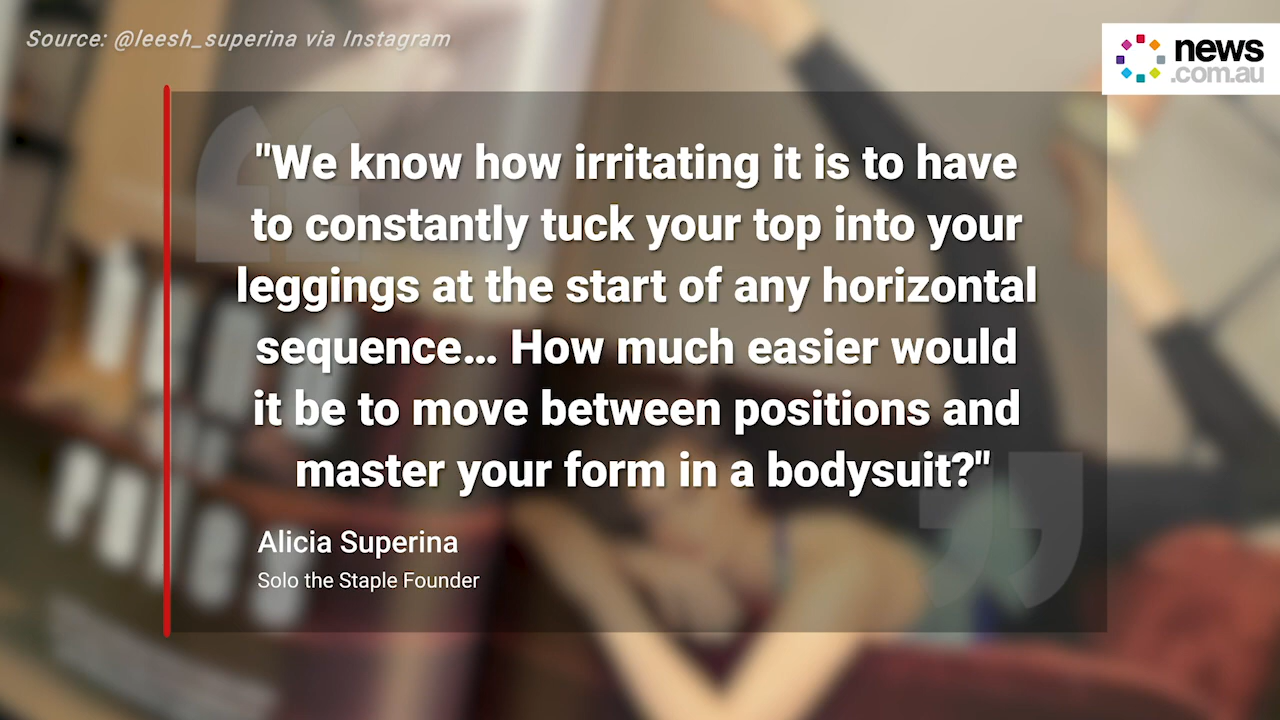 Source: @leesh_superina via Instagram
news
.com.au
"We know how irritating it is to have
to constantly tuck your top into your
leggings at the start of any horizontal
sequence… How much easier would
it be to move between positions and
master your form in a bodysuit?"
Alicia Superina
Solo the Staple Founder